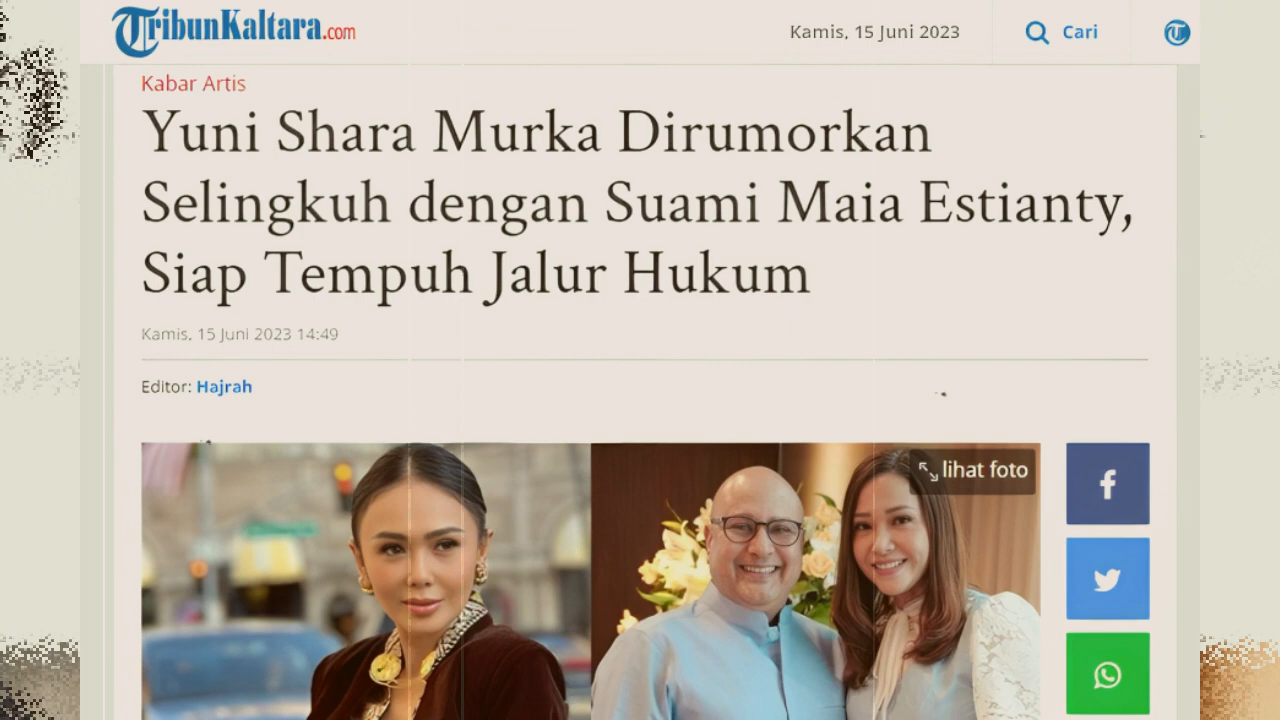 TribunKaltara.com
Kamis, 15 Juni 2023
Cari
Kabar Artis
Yuni Shara Murka Dirumorkan
Selingkuh dengan Suami Maia Estianty,
Siap Tempuh Jalur Hukum
Kamis, 15 Juni 2023 14:49
Editor: Hajrah
lihat foto